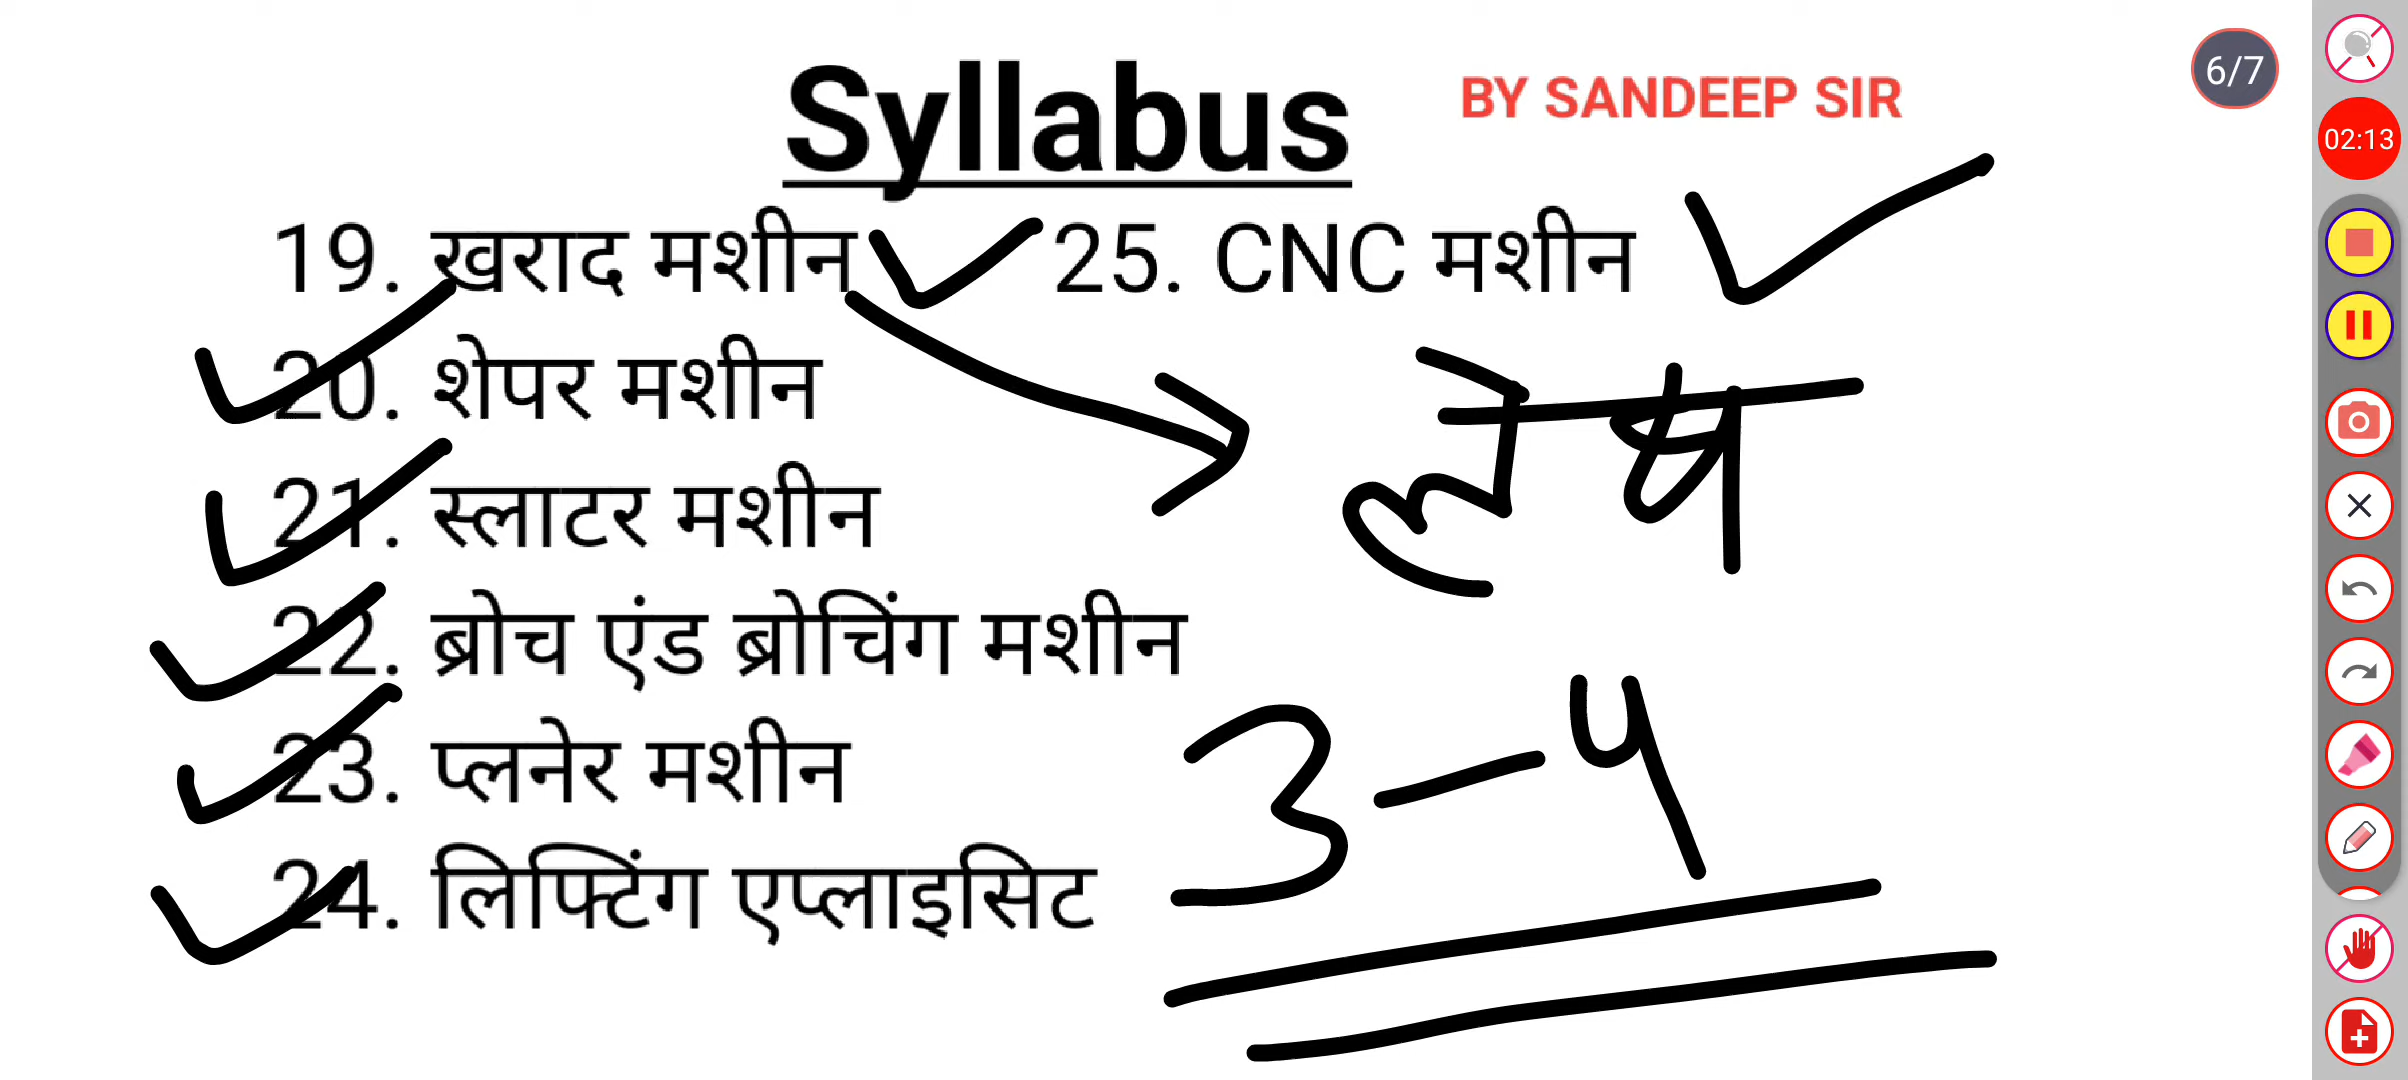 Syllabus
BY SANDEEP SIR
6/7
02:13
19. खराद मशीन
20. शेपर मशीन
21. स्लाटर मशीन
22. ब्रोच एंड ब्रोचिंग मशीन
23. प्लनेर मशीन
24. लिफ्टिंग एप्लाइसिट
25. CNC मशीन
लेथ
3-4